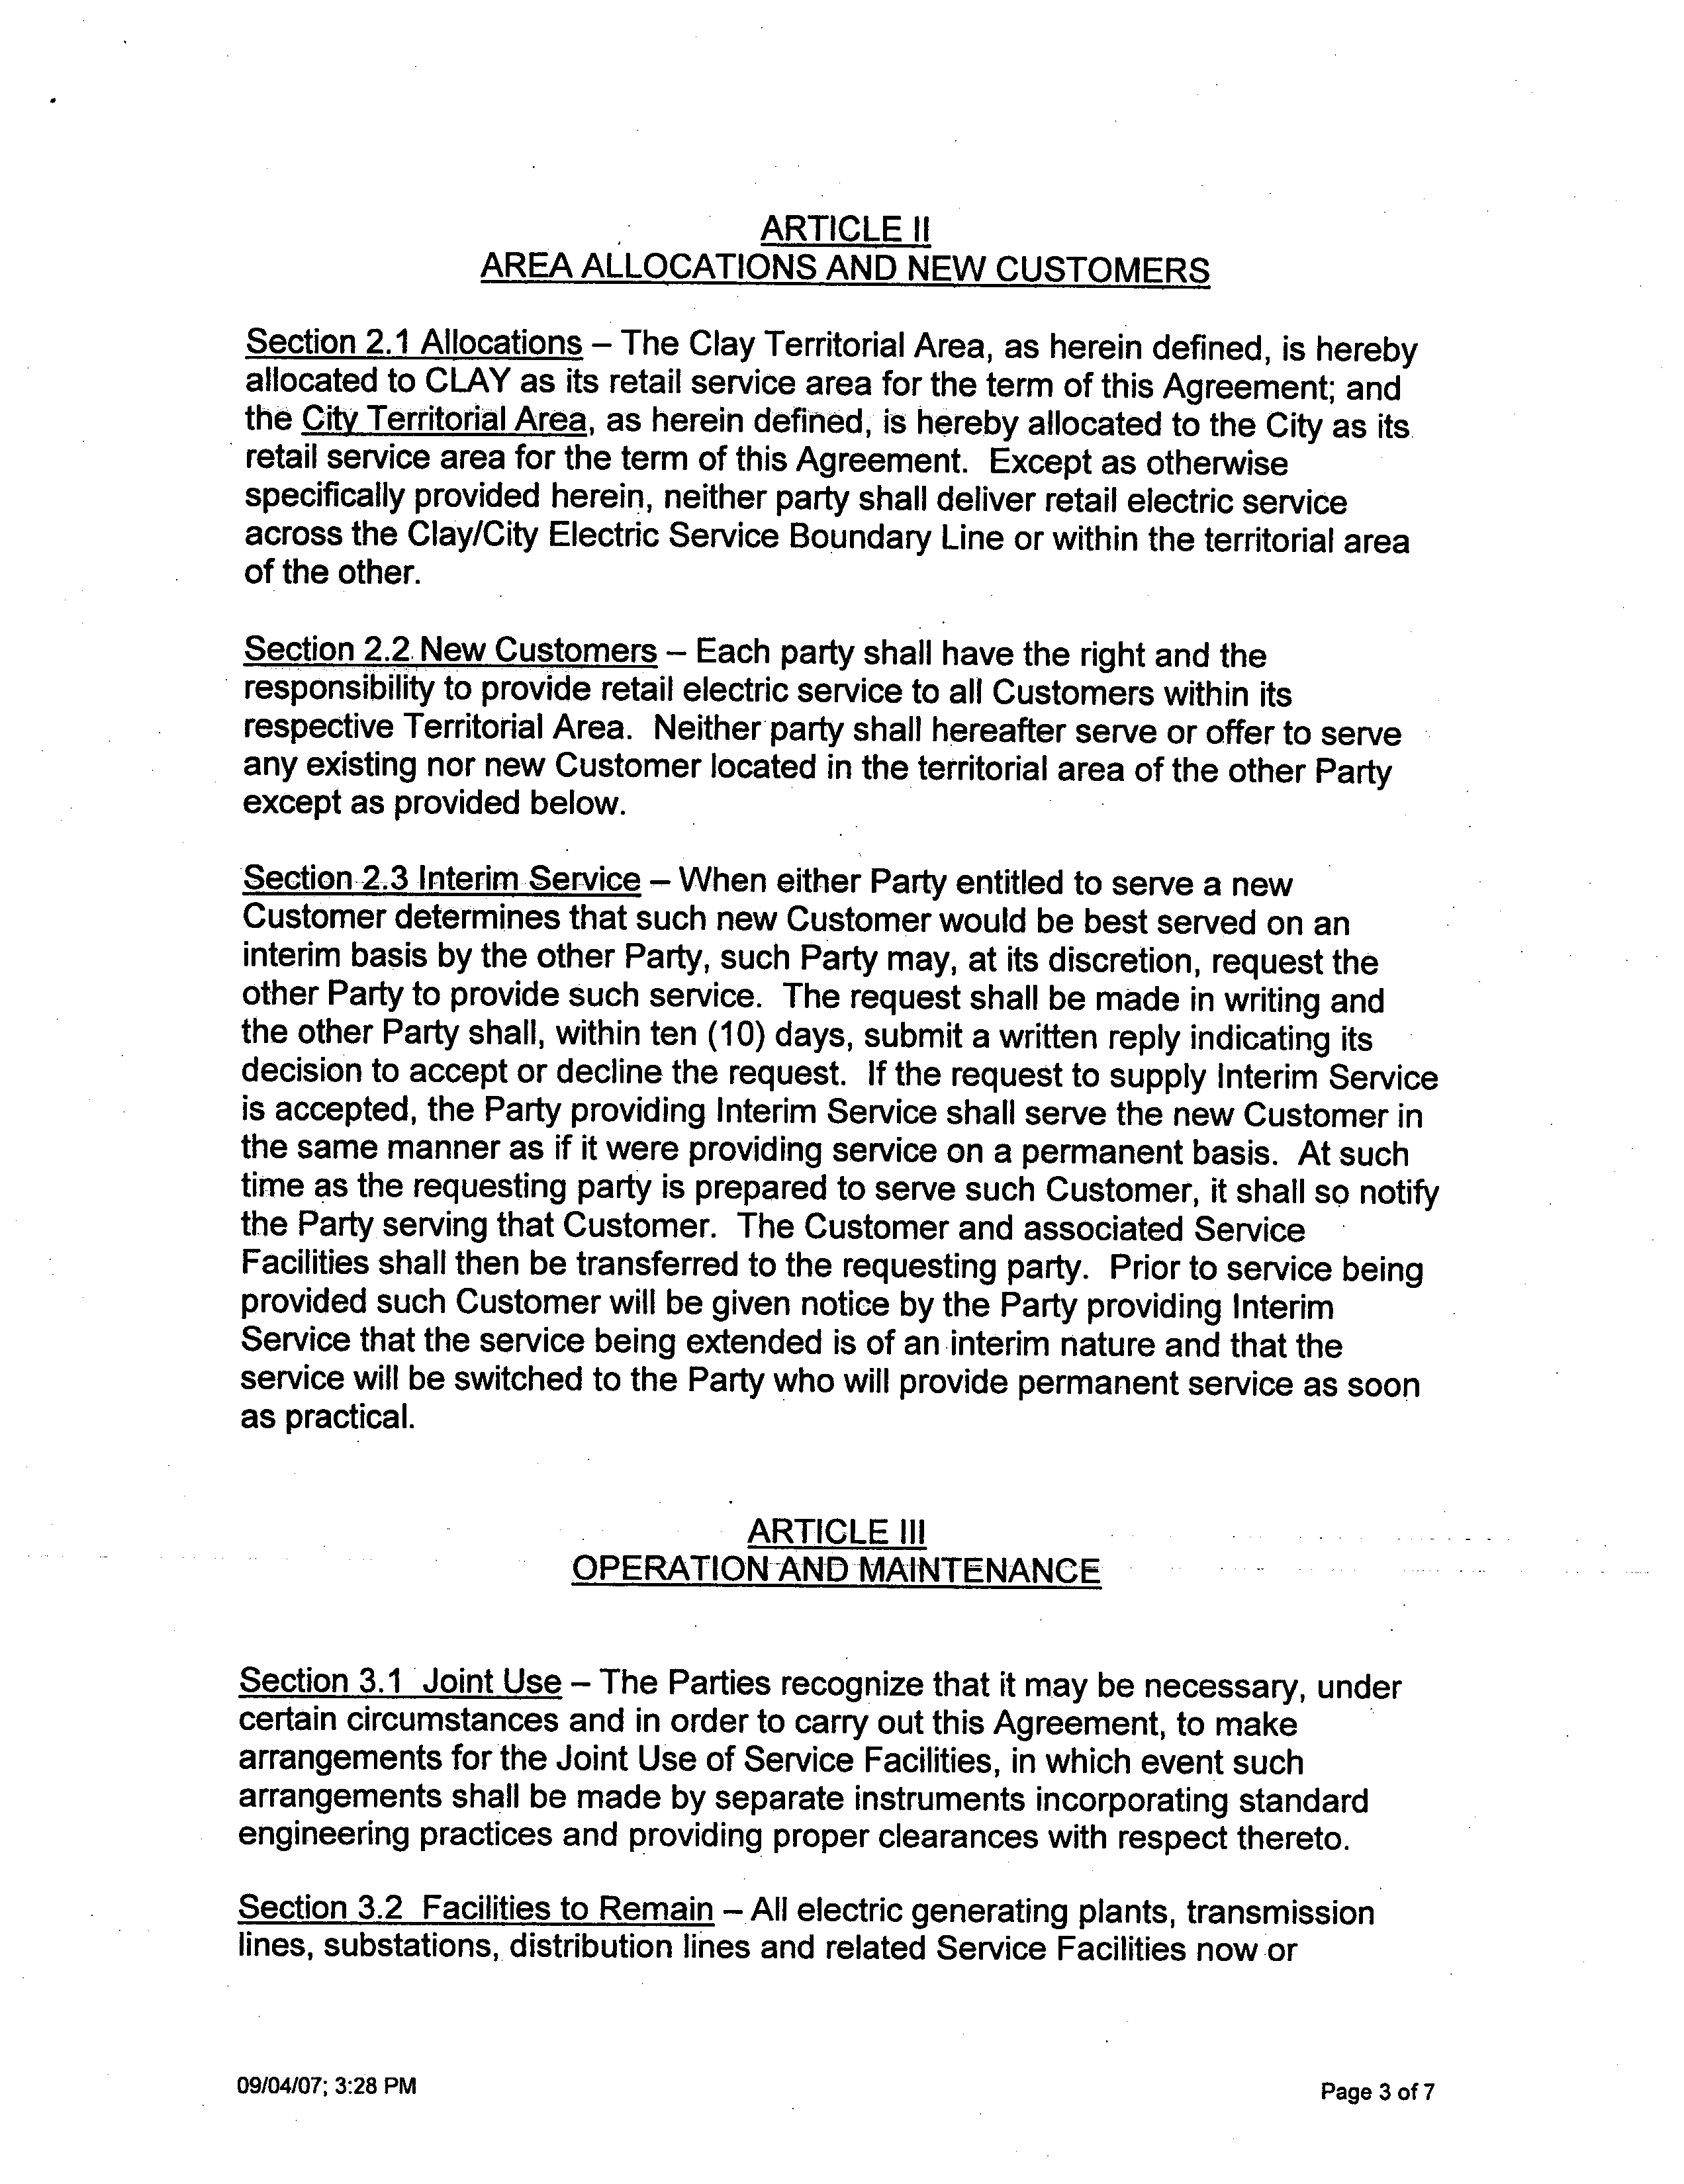 ARTICLE II
AREA ALLOCATIONS AND NEW CUSTOMERS
Section 2.1 Allocations – The Clay Territorial Area, as herein defined, is hereby
allocated to CLAY as its retail service area for the term of this Agreement; and
the City Territorial Area, as herein defined, is hereby allocated to the City as its
retail service area for the term of this Agreement. Except as otherwise
specifically provided herein, neither party shall deliver retail electric service
across the Clay/City Electric Service Boundary Line or within the territorial area
of the other.
Section 2.2 New Customers – Each party shall have the right and the
responsibility to provide retail electric service to all Customers within its
respective Territorial Area. Neither party shall hereafter serve or offer to serve
any existing nor new Customer located in the territorial area of the other Party
except as provided below.
Section 2.3 Interim Service – When either Party entitled to serve a new
Customer determines that such new Customer would be best served on an
interim basis by the other Party, such Party may, at its discretion, request the
other Party to provide such service. The request shall be made in writing and
the other Party shall, within ten (10) days, submit a written reply indicating its
decision to accept or decline the request. If the request to supply Interim Service
is accepted, the Party providing Interim Service shall serve the new Customer in
the same manner as if it were providing service on a permanent basis. At such
time as the requesting party is prepared to serve such Customer, it shall so notify
the Party serving that Customer. The Customer and associated Service
Facilities shall then be transferred to the requesting party. Prior to service being
provided such Customer will be given notice by the Party providing Interim
Service that the service being extended is of an interim nature and that the
service will be switched to the Party who will provide permanent service as soon
as practical.
ARTICLE III
OPERATION AND MAINTENANCE
Section 3.1 Joint Use – The Parties recognize that it may be necessary, under
certain circumstances and in order to carry out this Agreement, to make
arrangements for the Joint Use of Service Facilities, in which event such
arrangements shall be made by separate instruments incorporating standard
engineering practices and providing proper clearances with respect thereto.
Section 3.2 Facilities to Remain – All electric generating plants, transmission
lines, substations, distribution lines and related Service Facilities now or
09/04/07; 3:28 PM
Page 3 of 7